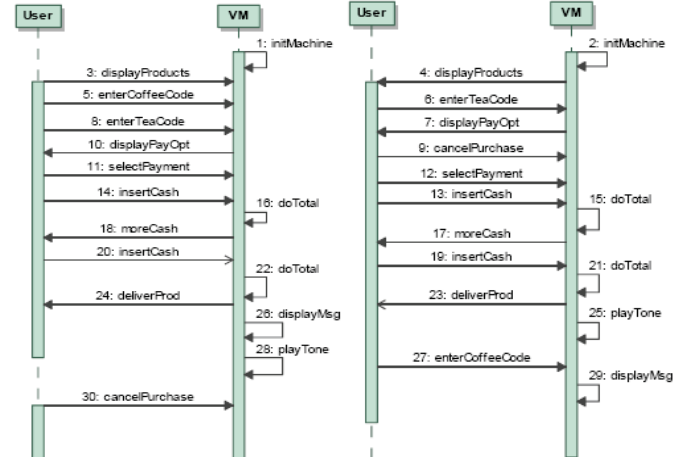 User
VM
1: initMachine
3: displayProducts
5: enterCoffeeCode
8: enterTeaCode
10: displayPayOpt
11: selectPayment
14: insertCash
16: doTotal
18: moreCash
20: insertCash
22: doTotal
24: deliverProd
26: displayMsg
28: playTone
30: cancelPurchase
User
VM
2: initMachine
4: displayProducts
6: enterTeaCode
7: displayPayOpt
9: cancelPurchase
12: selectPayment
13: insertCash
15: doTotal
17: moreCash
19: insertCash
21: doTotal
23: deliverProd
25: playTone
27: enterCoffeeCode
29: displayMsg